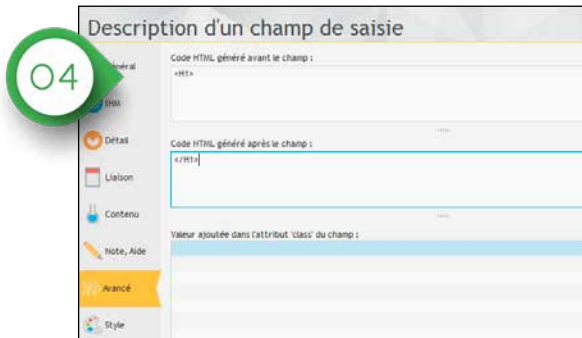 Description d'un champ de saisie
04
Général
IHM
Détail
Liaison
Contenu
Note, Aide
Avancé
Style
Code HTML généré avant le champ :
<H1>
Code HTML généré après le champ :
</H1>
Valeur ajoutée dans l'attribut 'class' du champ :